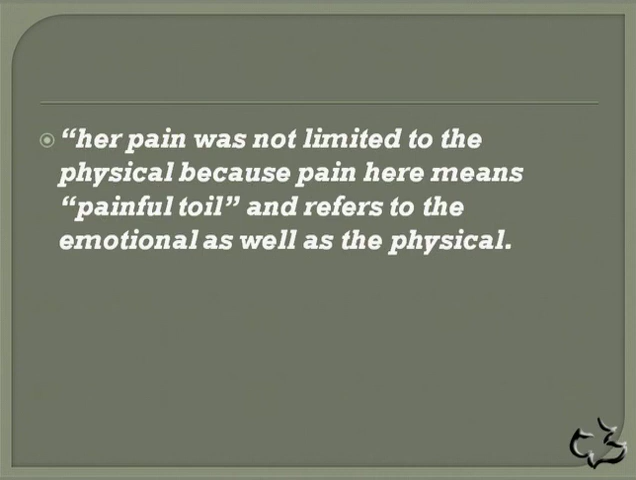 “her pain was not limited to the
physical because pain here means
“painful toil” and refers to the
emotional as well as the physical.